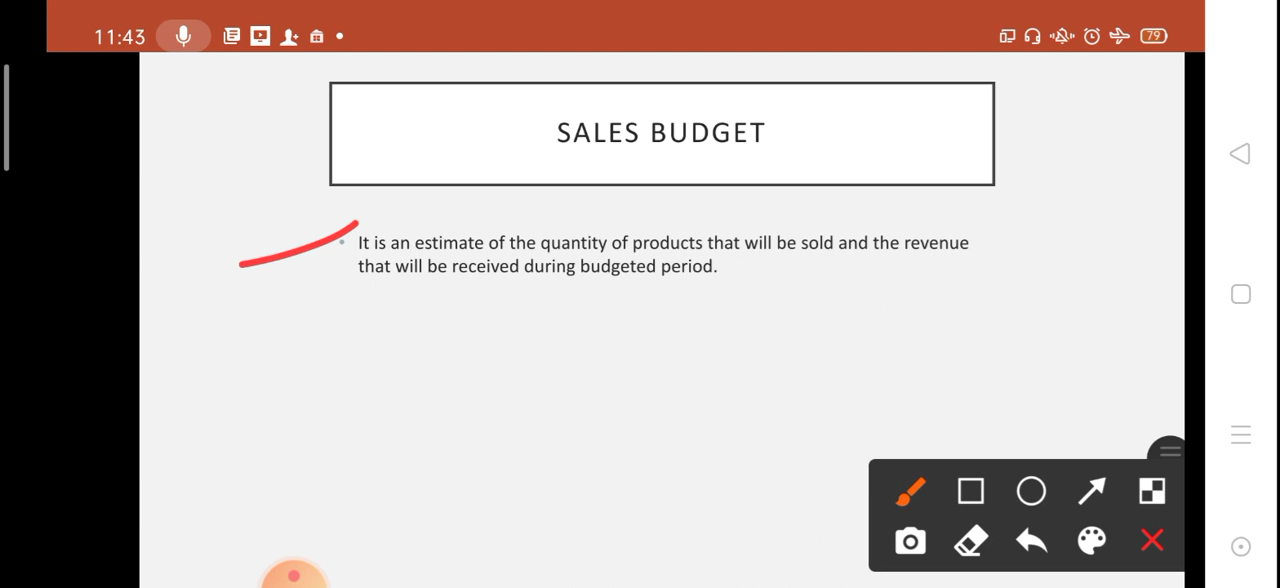 11:43
79
SALES BUDGET
• It is an estimate of the quantity of products that will be sold and the revenue
that will be received during budgeted period.